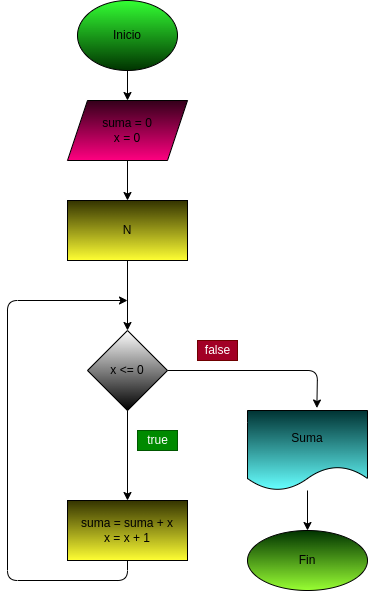 Inicio
suma = 0
x = 0
N
x <= 0
false
true
Suma
suma = suma + x
x = x + 1
Fin